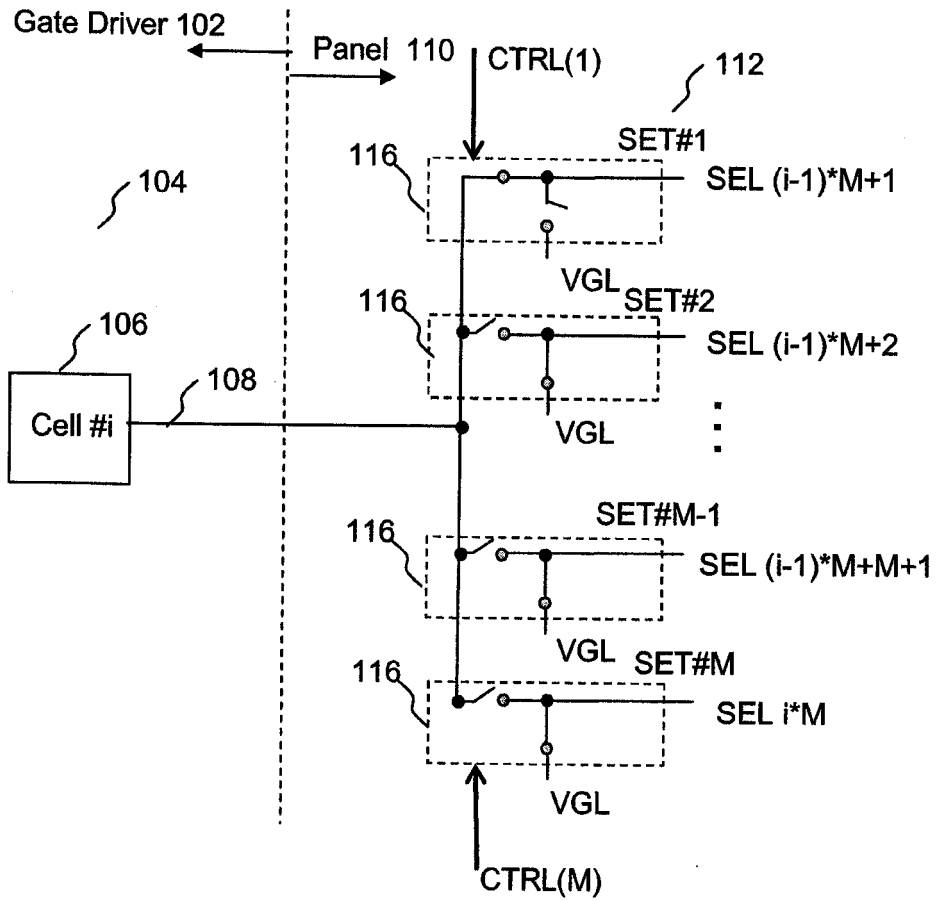 Gate Driver 102
Panel 110
CTRL(1)
112
SET#1
116
SEL (i-1)*M+1
104
VGL
SET#2
116
SEL (i-1)*M+2
106
108
Cell #i
VGL
⋮
SET#M-1
116
SEL (i-1)*M+M+1
VGL
SET#M
116
SEL i*M
VGL
CTRL(M)